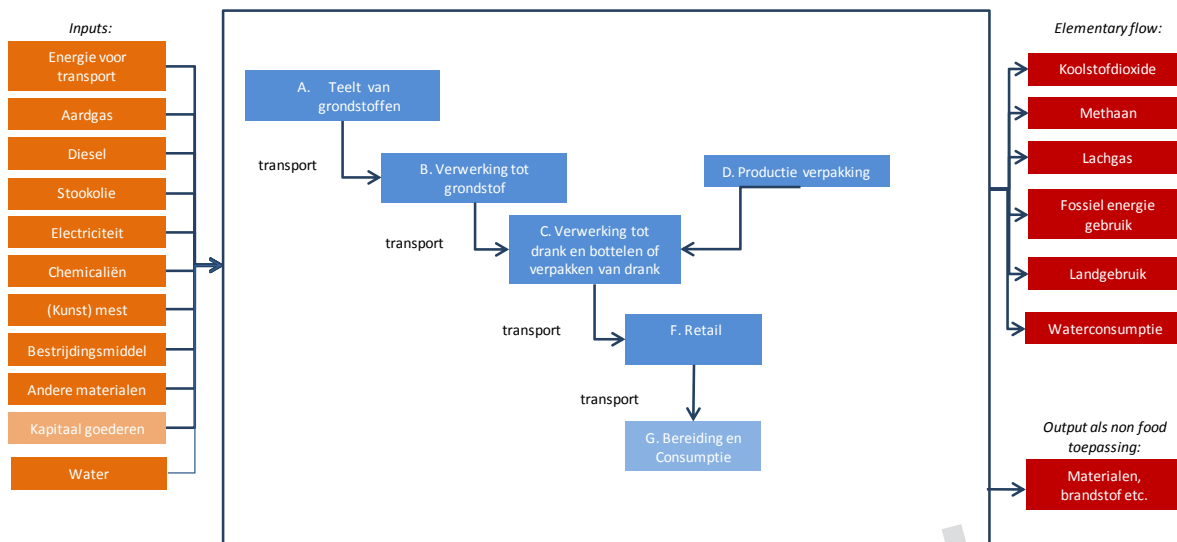 Inputs:
Energie voor
transport
Aardgas
Diesel
Stookolie
Electriciteit
Chemicaliën
(Kunst) mest
Bestrijdingsmiddel
Andere materialen
Kapitaal goederen
Water
A. Teelt van
grondstoffen
transport
B. Verwerking tot
grondstof
D. Productie verpakking
transport
C. Verwerking tot
drank en bottelen of
verpakken van drank
transport
F. Retail
transport
G. Bereiding en
Consumptie
Elementary flow:
Koolstofdioxide
Methaan
Lachgas
Fossiel energie
gebruik
Landgebruik
Waterconsumptie
Output als non food
toepassing:
Materialen,
brandstof etc.